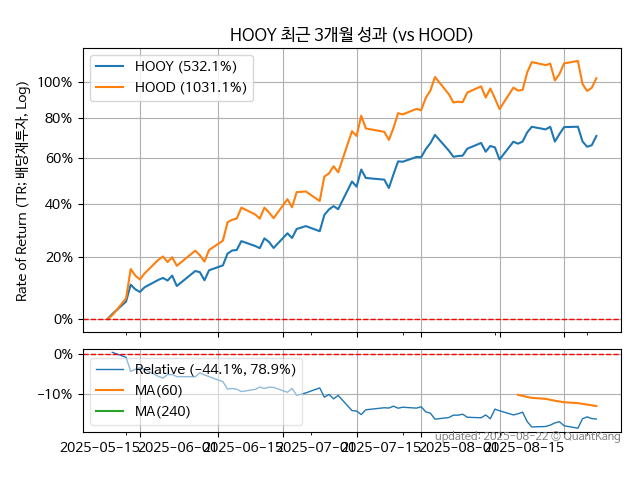 HOOY 최근 3개월 성과 (vs HOOD)
HOOY (532.1%)
HOOD (1031.1%)
Rate of Return (TR: 배당재투자, Log)
100%
80%
60%
40%
20%
0%
0%
−10%
Relative (−44.1%, 78.9%)
MA(60)
MA(240)
updated: 2025-08-22 © QuantKang
2025-05-15
2025-06-01
2025-06-15
2025-07-01
2025-07-15
2025-08-01
2025-08-15